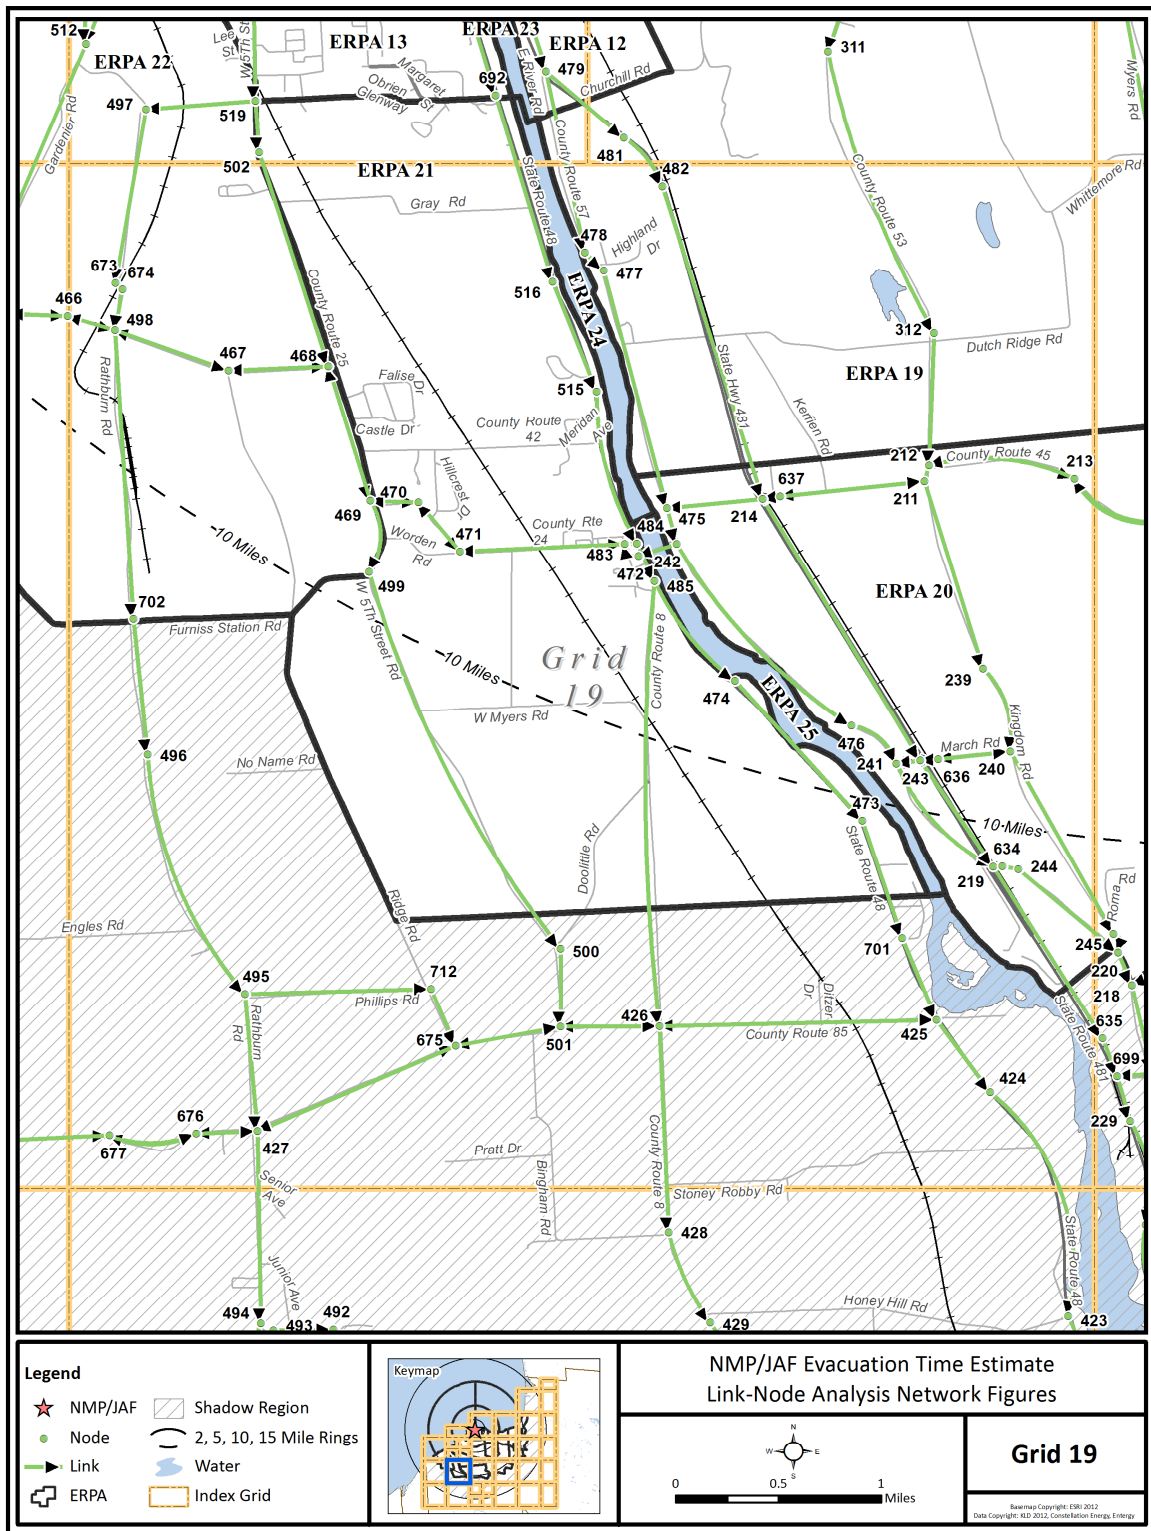 512
ERPA 22
Lee St
W 5Th St
ERPA 13
ERPA 23
ERPA 12
311
Myers Rd
Gardenier Rd
497
519
Margaret St
Obrien
Glenway
692
E River Rd
479
Churchill Rd
502
ERPA 21
State Route 48
County Route 57
481
482
County Route 53
Whittemore Rd
Gray Rd
478
Highland Dr
477
673
674
466
498
County Route 25
516
ERPA 24
312
Dutch Ridge Rd
467
468
Rathburn Rd
Falise Dr
515
State Hwy 481
ERPA 19
Castle Dr
County Route 42
Meridan Ave
Kerfien Rd
212
County Route 45
213
469
470
Hillcrest Dr
637
211
214
475
10 Miles
Worden Rd
471
County Rte 24
484
483
242
472
485
499
W 5Th Street Rd
ERPA 20
702
Furniss Station Rd
10 Miles
Grid 19
County Route 8
474
ERPA 25
239
W Myers Rd
Kingdom Rd
496
No Name Rd
476
241
243
March Rd
636
240
473
10 Miles
Doolittle Rd
State Route 48
634
219
244
Roma Rd
Ridge Rd
Engles Rd
500
701
245
220
218
495
712
Phillips Rd
Ditzer Dr
State Route 481
635
Rathburn Rd
675
501
426
County Route 85
425
699
424
229
676
677
427
Senior Ave
Pratt Dr
Bingham Rd
County Route 8
Stoney Robby Rd
428
State Route 48
Junior Ave
494
493
492
429
Honey Hill Rd
423
Legend
NMP/JAF
Shadow Region
Node
2, 5, 10, 15 Mile Rings
Link
Water
ERPA
Index Grid
Keymap
NMP/JAF Evacuation Time Estimate
Link-Node Analysis Network Figures
N
W E
S
0 0.5 1
Miles
Grid 19
Basemap Copyright: ESRI 2012
Data Copyright: KLD 2012, Constellation Energy, Entergy